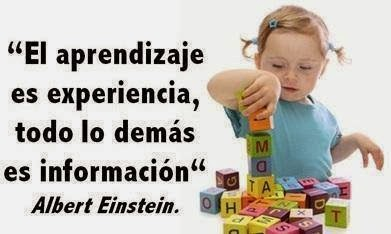 “El aprendizaje
es experiencia,
todo lo demás
es información“
Albert Einstein.
M
D
A
T
A